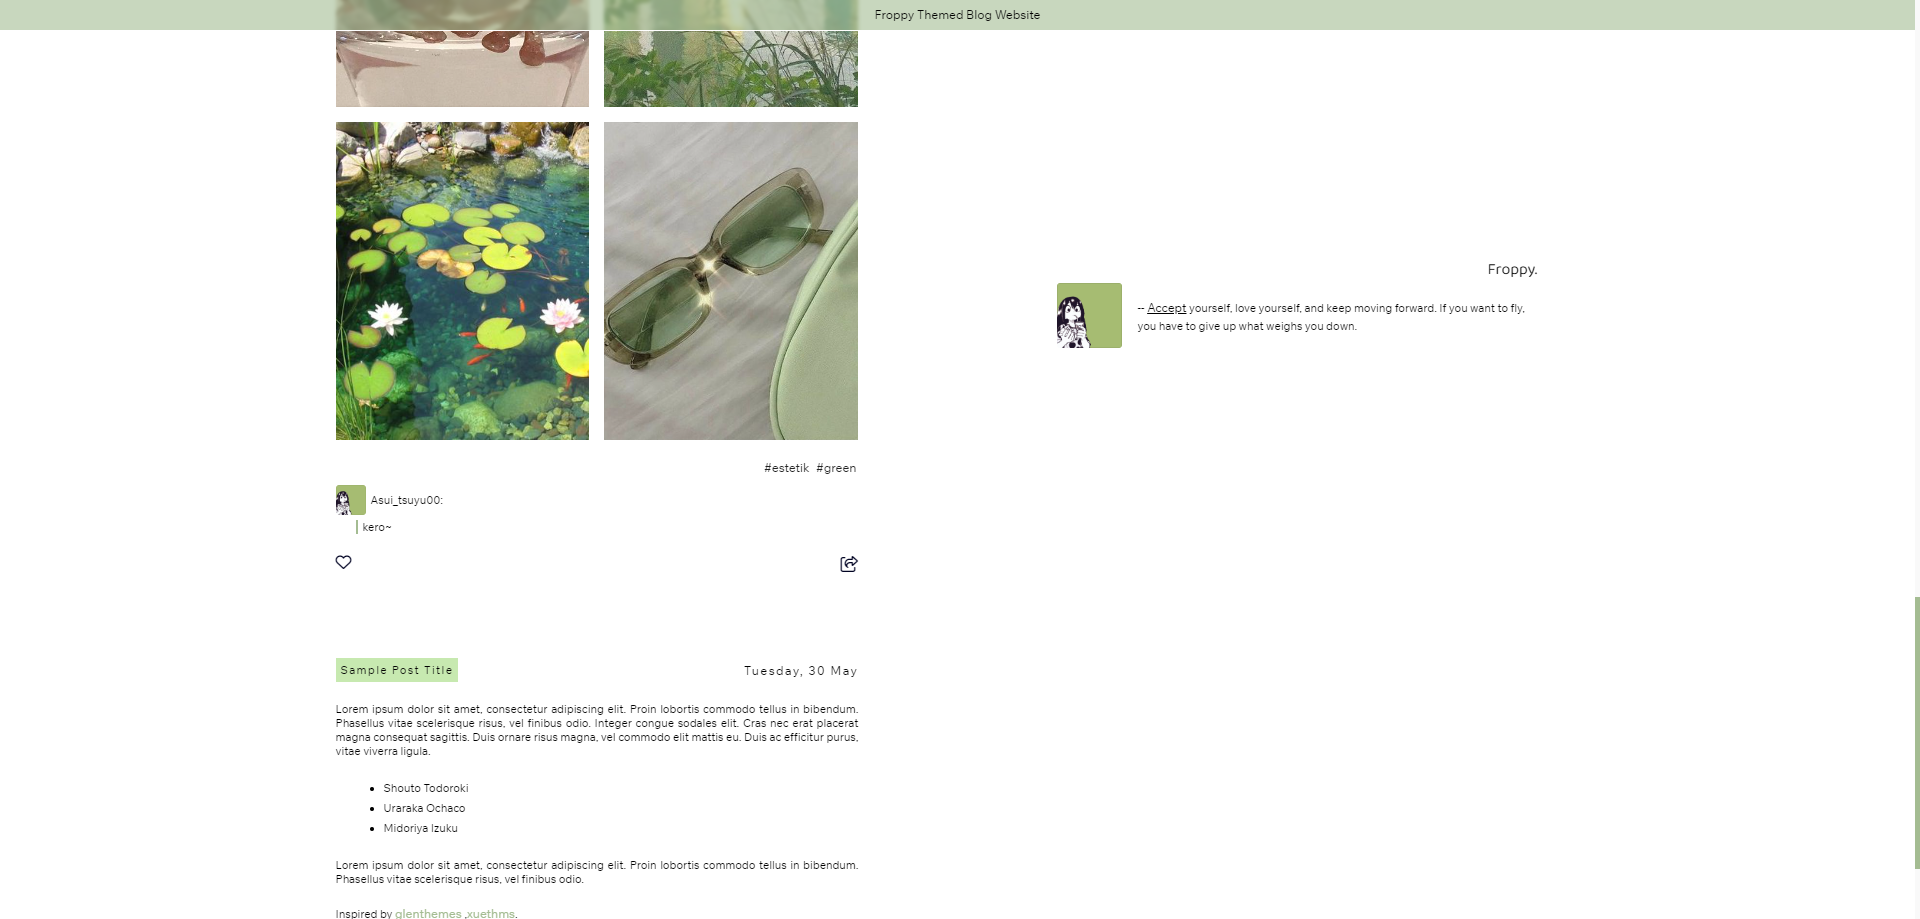 Froppy Themed Blog Website
Froppy.
-- Accept yourself, love yourself, and keep moving forward. If you want to fly,
you have to give up what weighs you down.
#estetik #green
Asui_tsuyu00:
kero~
Sample Post Title
Tuesday, 30 May
Lorem ipsum dolor sit amet, consectetur adipiscing elit. Proin lobortis commodo tellus in bibendum.
Phasellus vitae scelerisque risus, vel finibus odio. Integer congue sodales elit. Cras nec erat placerat
magna consequat sagittis. Duis ornare risus magna, vel commodo elit mattis eu. Duis ac efficitur purus,
vitae viverra ligula.
Shouto Todoroki
Uraraka Ochaco
Midoriya Izuku
Lorem ipsum dolor sit amet, consectetur adipiscing elit. Proin lobortis commodo tellus in bibendum.
Phasellus vitae scelerisque risus, vel finibus odio.
Inspired by glenthemes ,xuethms.